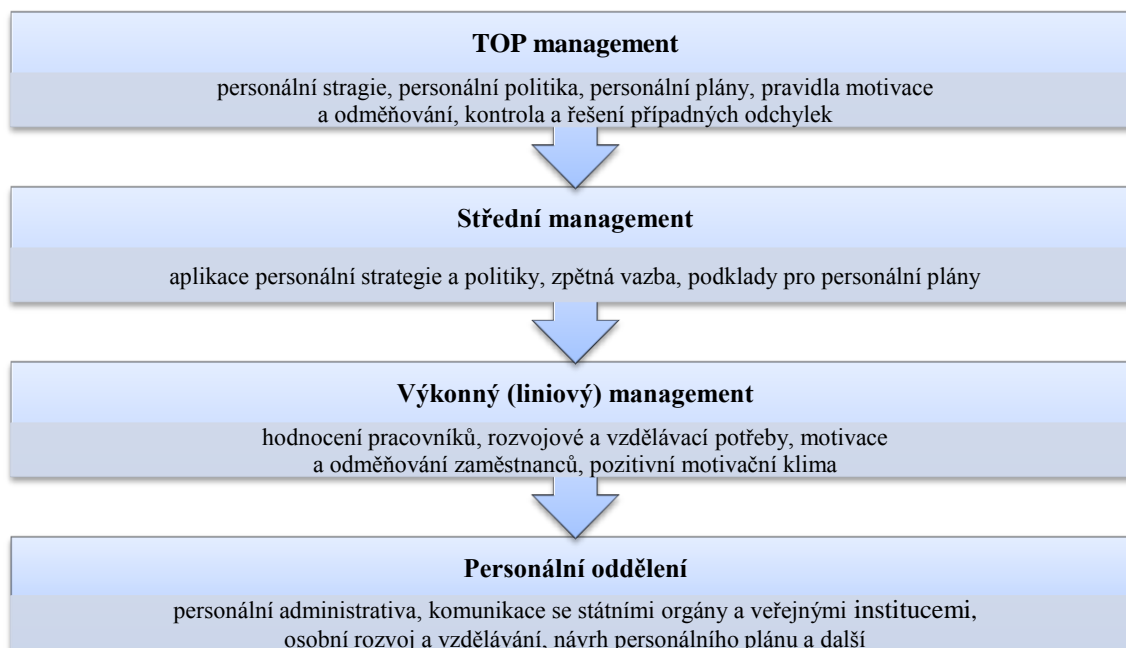 TOP management
personální stragie, personální politika, personální plány, pravidla motivace
a odměňování, kontrola a řešení případných odchylek
Střední management
aplikace personální strategie a politiky, zpětná vazba, podklady pro personální plány
Výkonný (liniový) management
hodnocení pracovníků, rozvojové a vzdělávací potřeby, motivace
a odměňování zaměstnanců, pozitivní motivační klima
Personální oddělení
personální administrativa, komunikace se státními orgány a veřejnými institucemi,
osobní rozvoj a vzdělávání, návrh personálního plánu a další